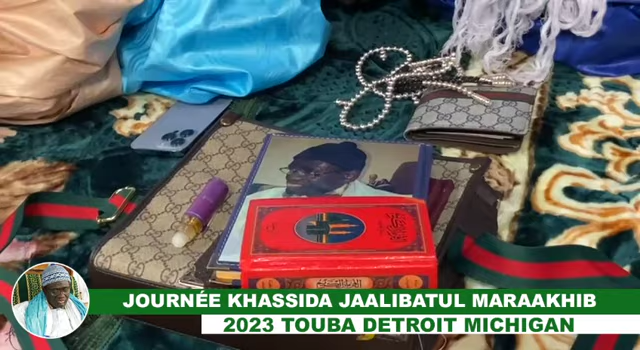 JOURNÉE KHASSIDA JAALIBATUL MARAAKHIB
2023 TOUBA DETROIT MICHIGAN